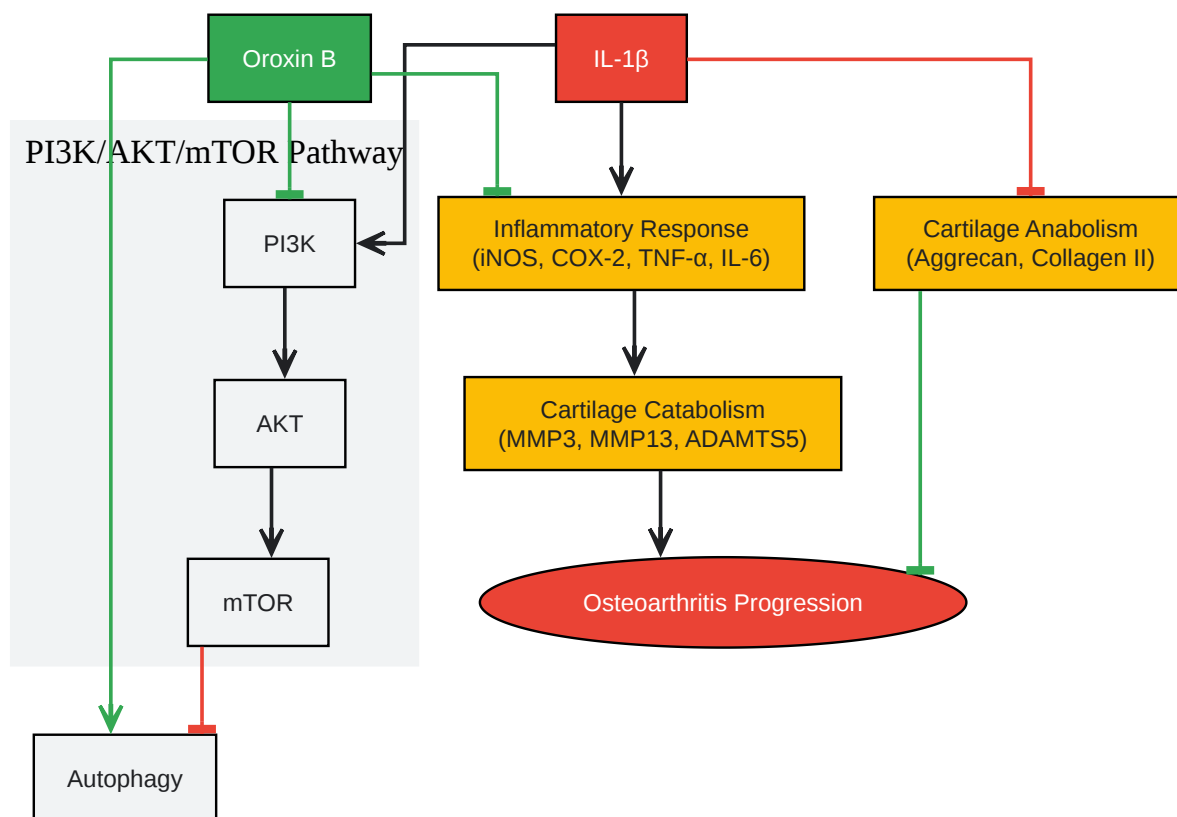 Oroxin B
IL-1β
PI3K/AKT/mTOR Pathway
PI3K
Inflammatory Response
(iNOS, COX-2, TNF-α, IL-6)
Cartilage Anabolism
(Aggrecan, Collagen II)
AKT
Cartilage Catabolism
(MMP3, MMP13, ADAMTS5)
mTOR
Osteoarthritis Progression
Autophagy